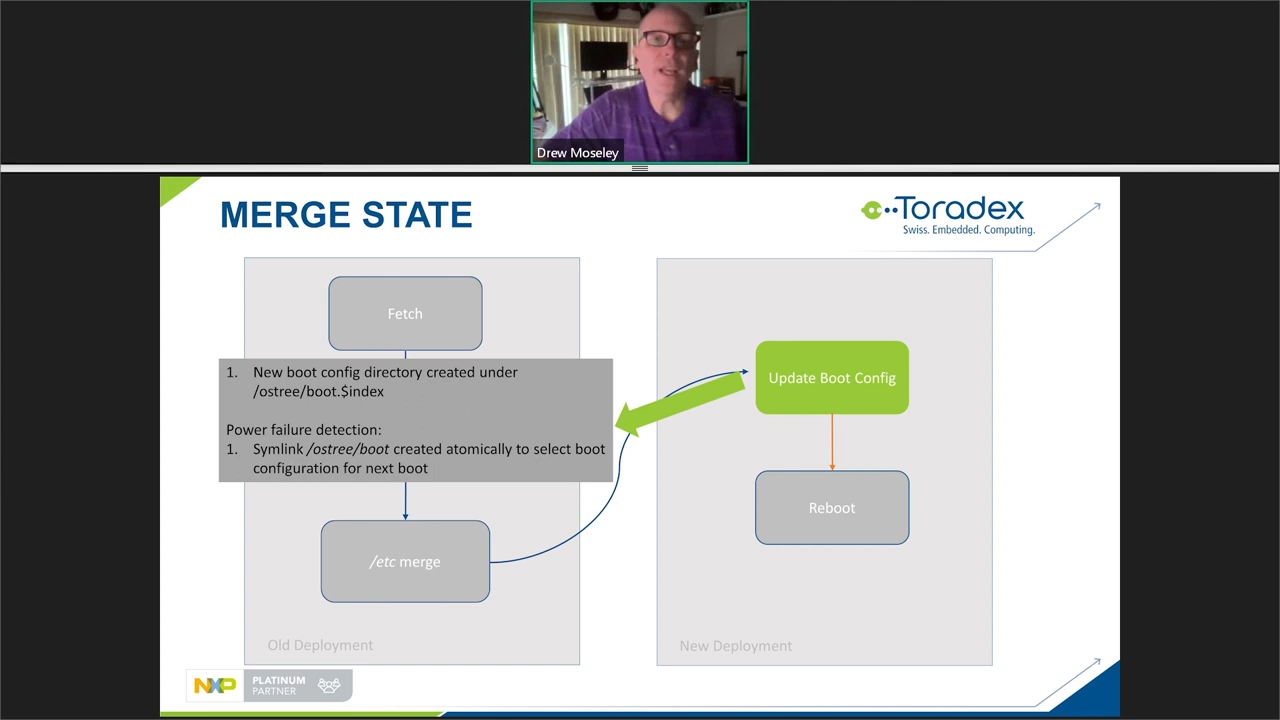 Drew Moseley
MERGE STATE
Toradex
Swiss. Embedded. Computing.
Fetch
1. New boot config directory created under
/ostree/boot.$index
Power failure detection:
1. Symlink /ostree/boot created atomically to select boot
configuration for next boot
/etc merge
Old Deployment
Update Boot Config
Reboot
New Deployment
NXP
PLATINUM
PARTNER